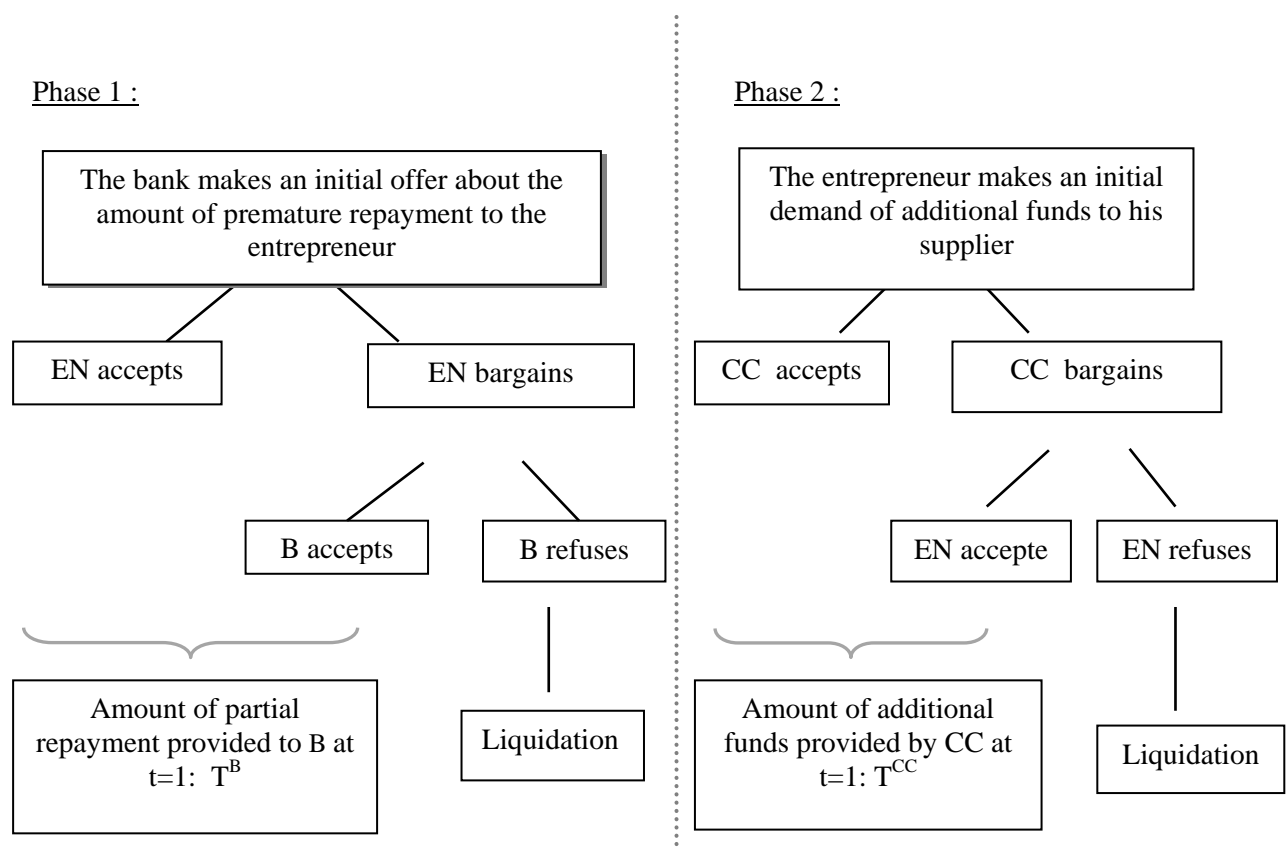 Phase 1 :
The bank makes an initial offer about the
amount of premature repayment to the
entrepreneur
EN accepts
EN bargains
B accepts
B refuses
Amount of partial
repayment provided to B at
t=1: T^B
Liquidation
Phase 2 :
The entrepreneur makes an initial
demand of additional funds to his
supplier
CC accepts
CC bargains
EN accepte
EN refuses
Amount of additional
funds provided by CC at
t=1: T^CC
Liquidation